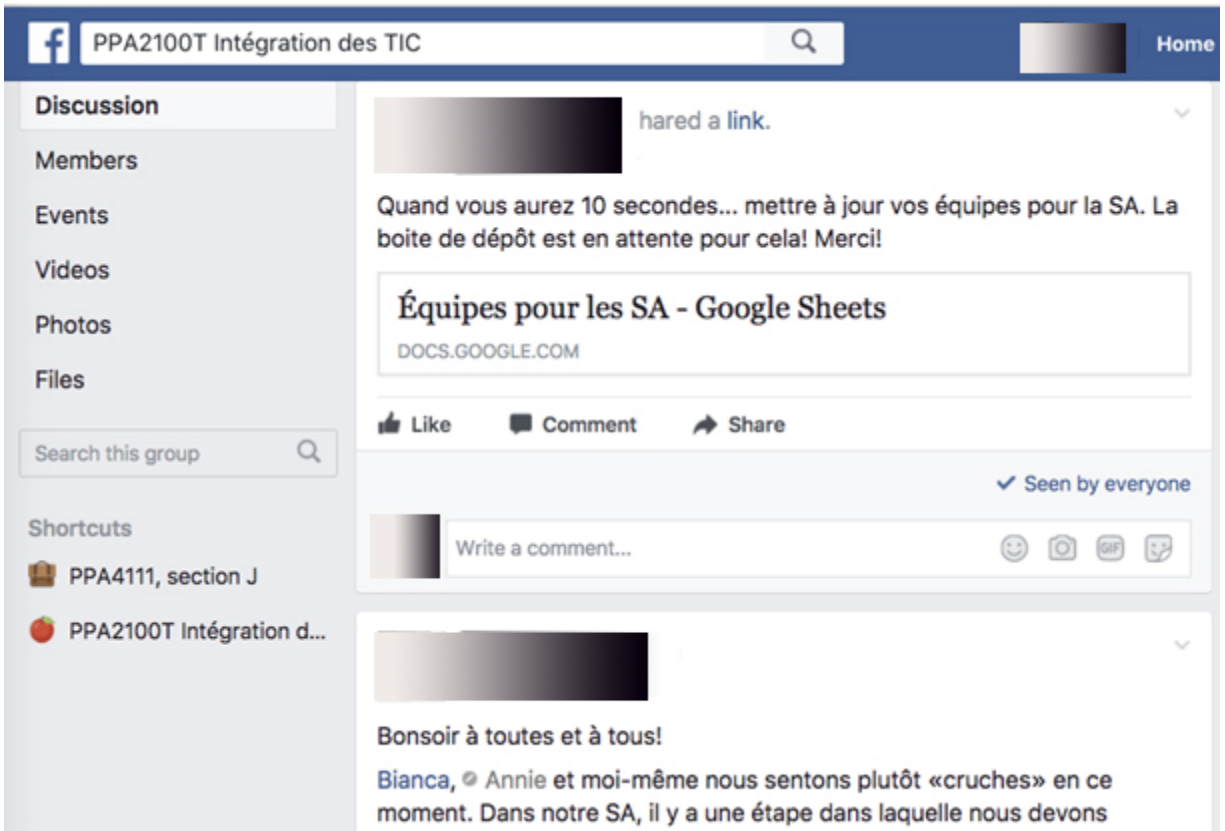 f
PPA2100T Intégration des TIC
Home
Discussion
Members
Events
Videos
Photos
Files
Search this group
Shortcuts
PPA4111, section J
PPA2100T Intégration d...
hared a link.
Quand vous aurez 10 secondes... mettre à jour vos équipes pour la SA. La
boite de dépôt est en attente pour cela! Merci!
Équipes pour les SA - Google Sheets
DOCS.GOOGLE.COM
Like Comment Share
Seen by everyone
Write a comment...
GIF
Bonsoir à toutes et à tous!
Bianca, Annie et moi-même nous sentons plutôt «cruches» en ce
moment. Dans notre SA, il y a une étape dans laquelle nous devons